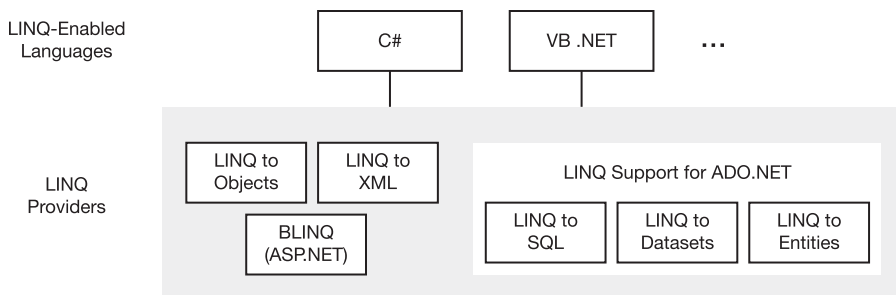 LINQ-Enabled
Languages
C#
VB .NET
...
LINQ
Providers
LINQ to
Objects
LINQ to
XML
BLINQ
(ASP.NET)
LINQ Support for ADO.NET
LINQ to
SQL
LINQ to
Datasets
LINQ to
Entities